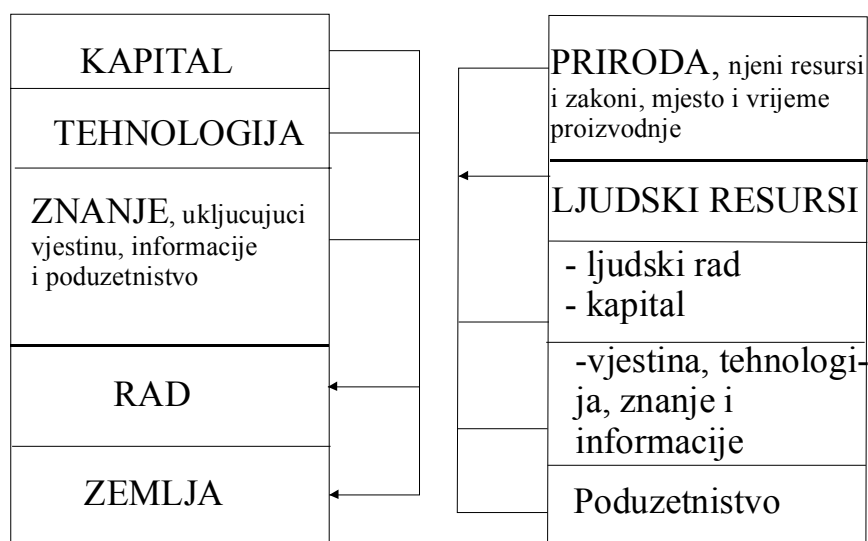 KAPITAL
TEHNOLOGIJA
ZNANJE, ukljucujuci
vjestinu, informacije
i poduzetnistvo
RAD
ZEMLJA
PRIRODA, njeni resursi
i zakoni, mjesto i vrijeme
proizvodnje
LJUDSKI RESURSI
- ljudski rad
- kapital
-vjestina, tehnologi-
ja, znanje i
informacije
Poduzetnistvo